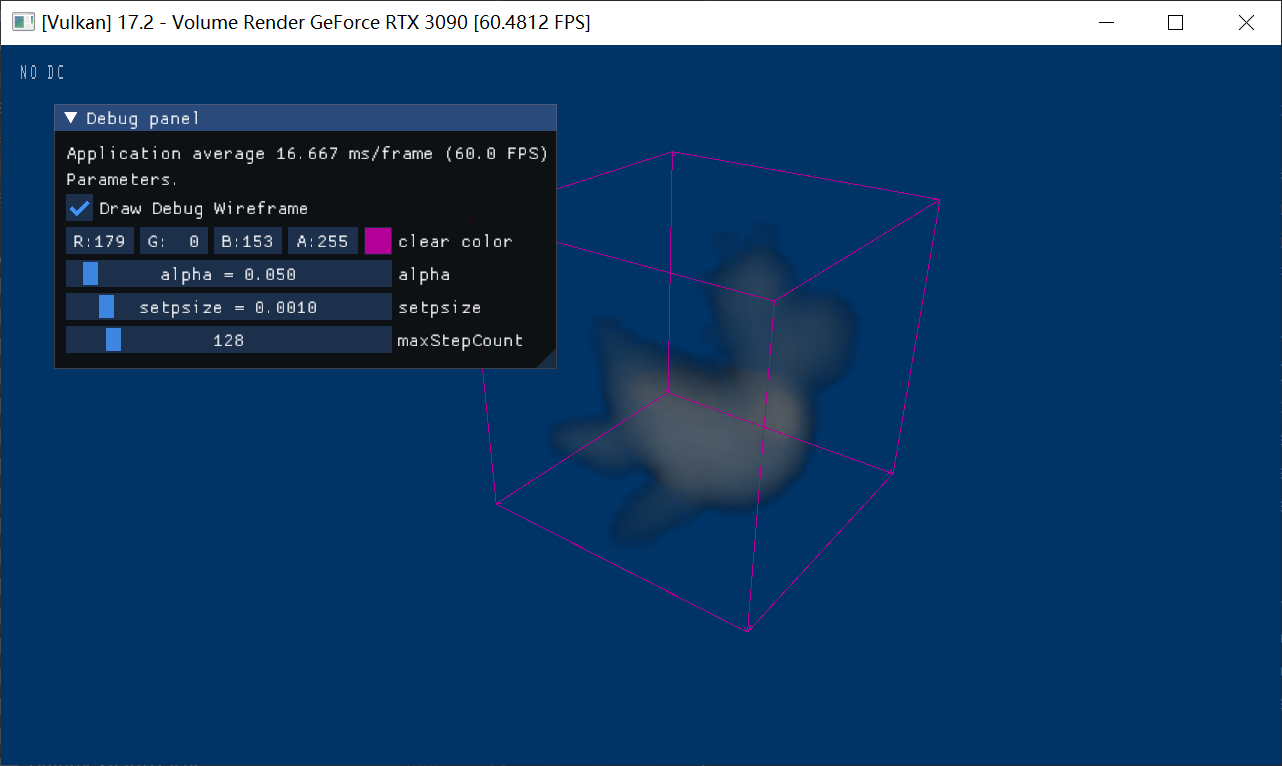 [Vulkan] 17.2 - Volume Render GeForce RTX 3090 [60.4812 FPS]
NO DC
Debug panel
Application average 16.667 ms/frame (60.0 FPS)
Parameters.
Draw Debug Wireframe
R:179 G: 0 B:153 A:255 clear color
alpha = 0.050 alpha
setpsize = 0.0010 setpsize
128 maxStepCount